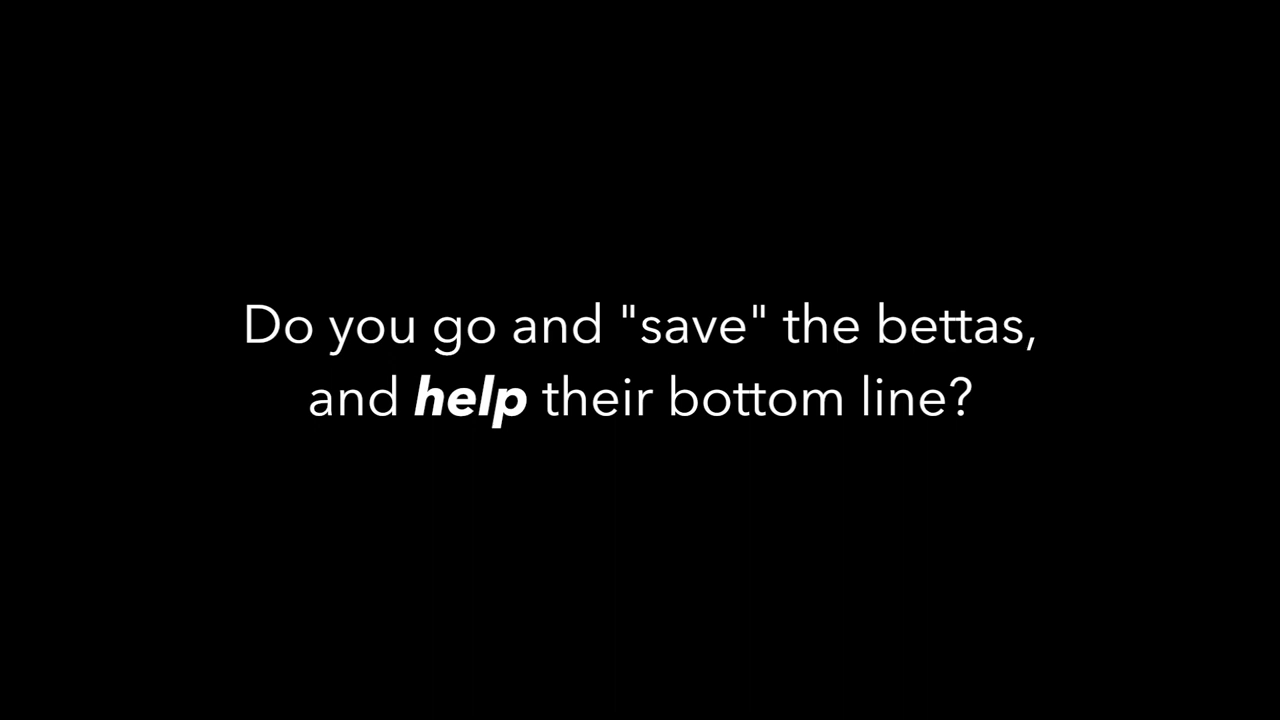 Do you go and "save" the bettas,
and help their bottom line?